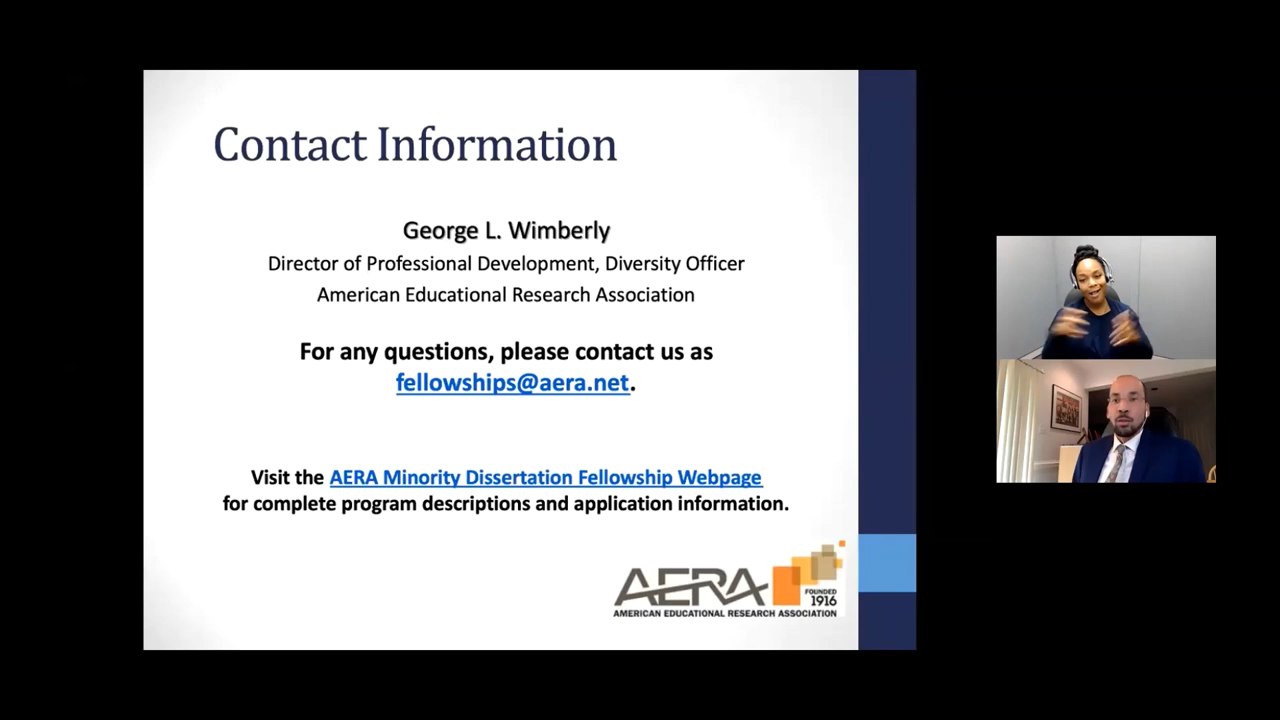 Contact Information
George L. Wimberly
Director of Professional Development, Diversity Officer
American Educational Research Association
For any questions, please contact us as
fellowships@aera.net.
Visit the AERA Minority Dissertation Fellowship Webpage
for complete program descriptions and application information.
AERA
FOUNDED
1916
AMERICAN EDUCATIONAL RESEARCH ASSOCIATION